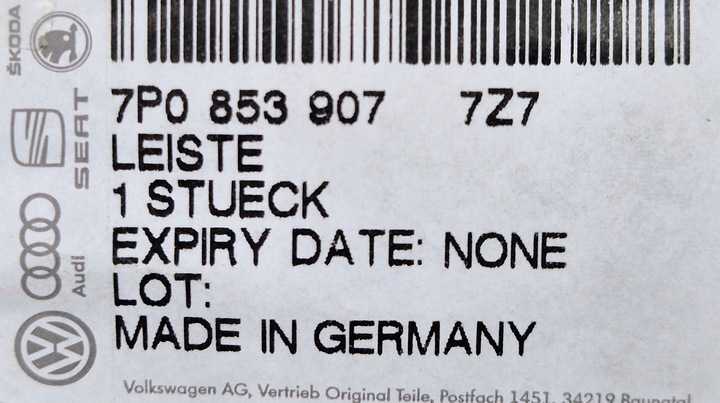 7P0 853 907 7Z7
LEISTE
1 STUECK
EXPIRY DATE: NONE
LOT:
MADE IN GERMANY
Volkswagen AG, Vertrieb Original Teile, Postfach 1451, 34219 Baunatal
ŠKODA
SEAT
Audi